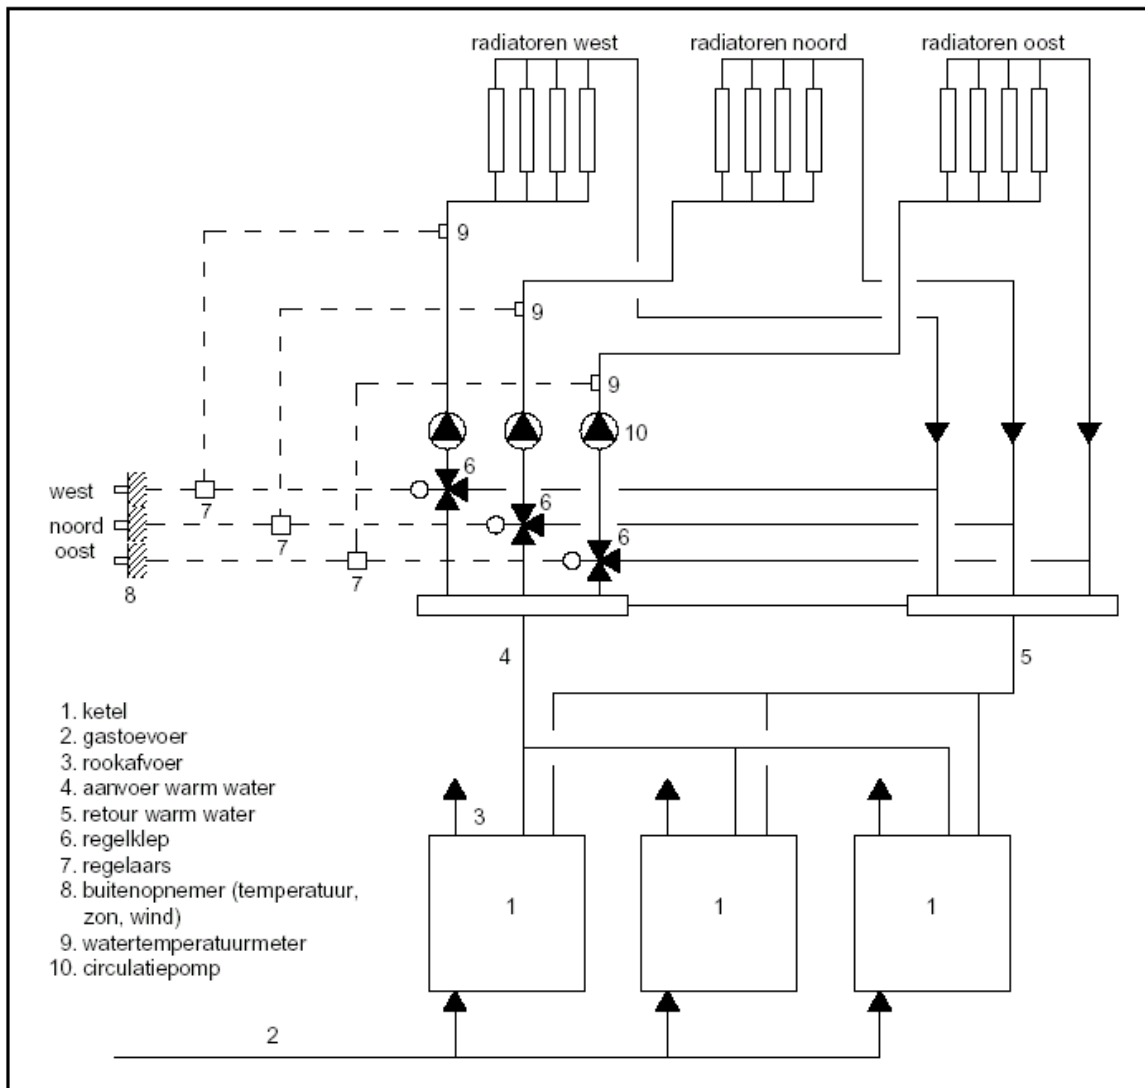 radiatoren west radiatoren noord radiatoren oost
9
9
9
10
6
6
6
west
noord
oost
7
7
7
8
4
5
1. ketel
2. gastoevoer
3. rookafvoer
4. aanvoer warm water
5. retour warm water
6. regelklep
7. regelaars
8. buitenopnemer (temperatuur,
zon, wind)
9. watertemperatuurmeter
10. circulatiepomp
3
1
1
1
2